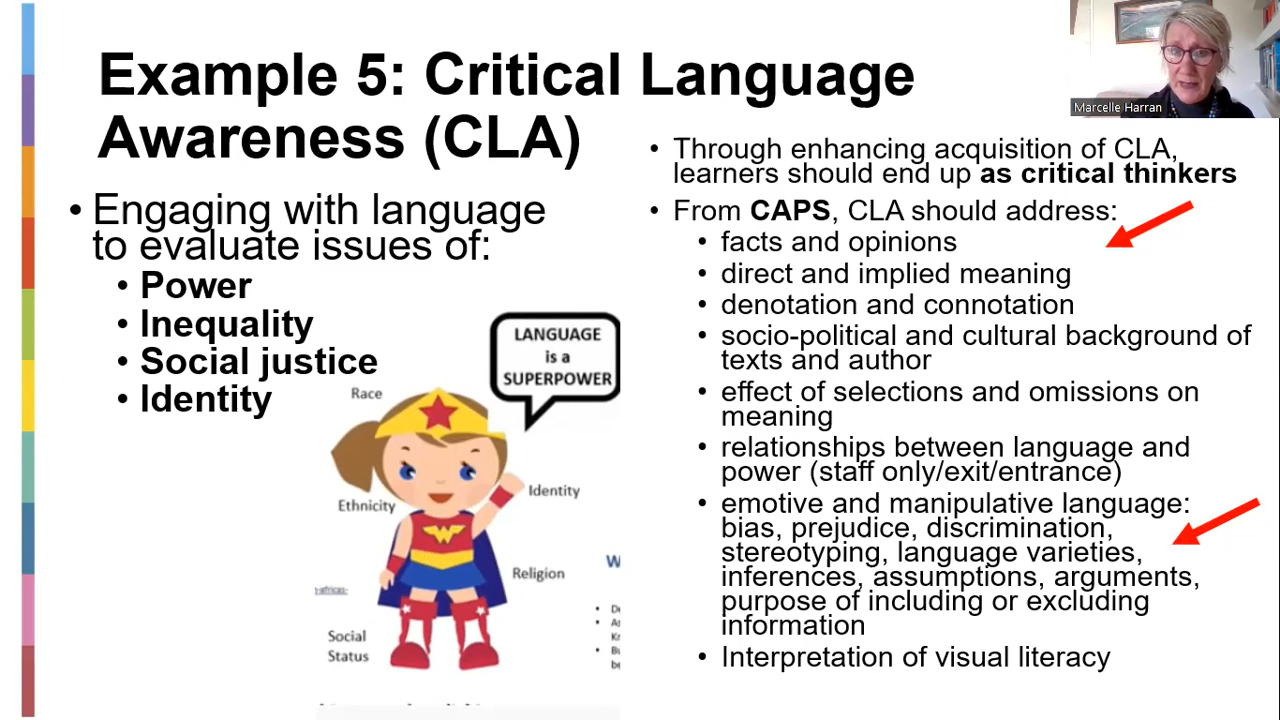 Example 5: Critical Language
Awareness (CLA)
Marcelle Harran
• Engaging with language
to evaluate issues of:
• Power
• Inequality
• Social justice
• Identity
LANGUAGE
is a
SUPERPOWER
Race
Ethnicity
Identity
Religion
Social
Status
W
• Through enhancing acquisition of CLA,
learners should end up as critical thinkers
• From CAPS, CLA should address:
• facts and opinions
• direct and implied meaning
• denotation and connotation
• socio-political and cultural background of
texts and author
• effect of selections and omissions on
meaning
• relationships between language and
power (staff only/exit/entrance)
• emotive and manipulative language:
bias, prejudice, discrimination,
stereotyping, language varieties,
inferences, assumptions, arguments,
purpose of including or excluding
information
• Interpretation of visual literacy